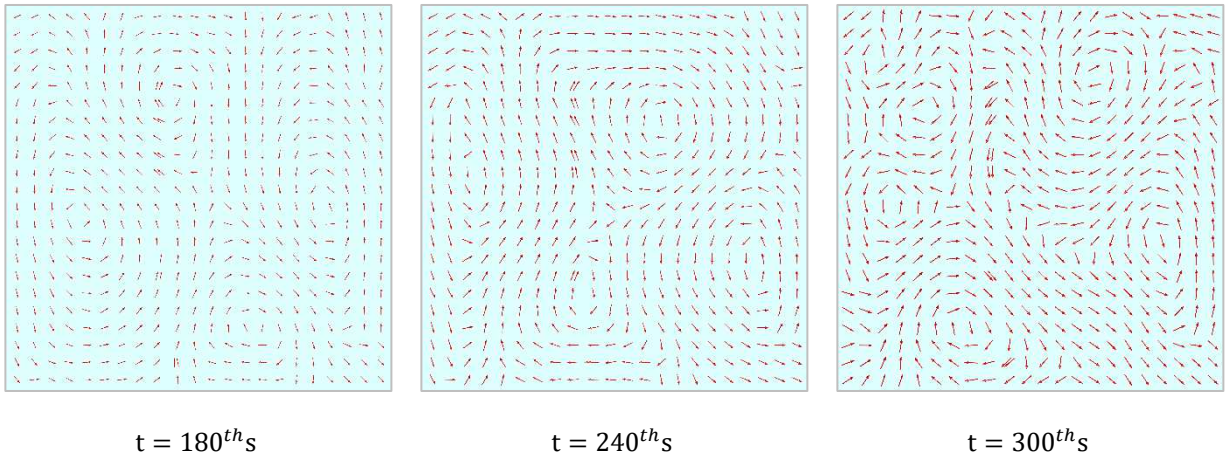 t = 180^{th}s
t = 240^{th}s
t = 300^{th}s